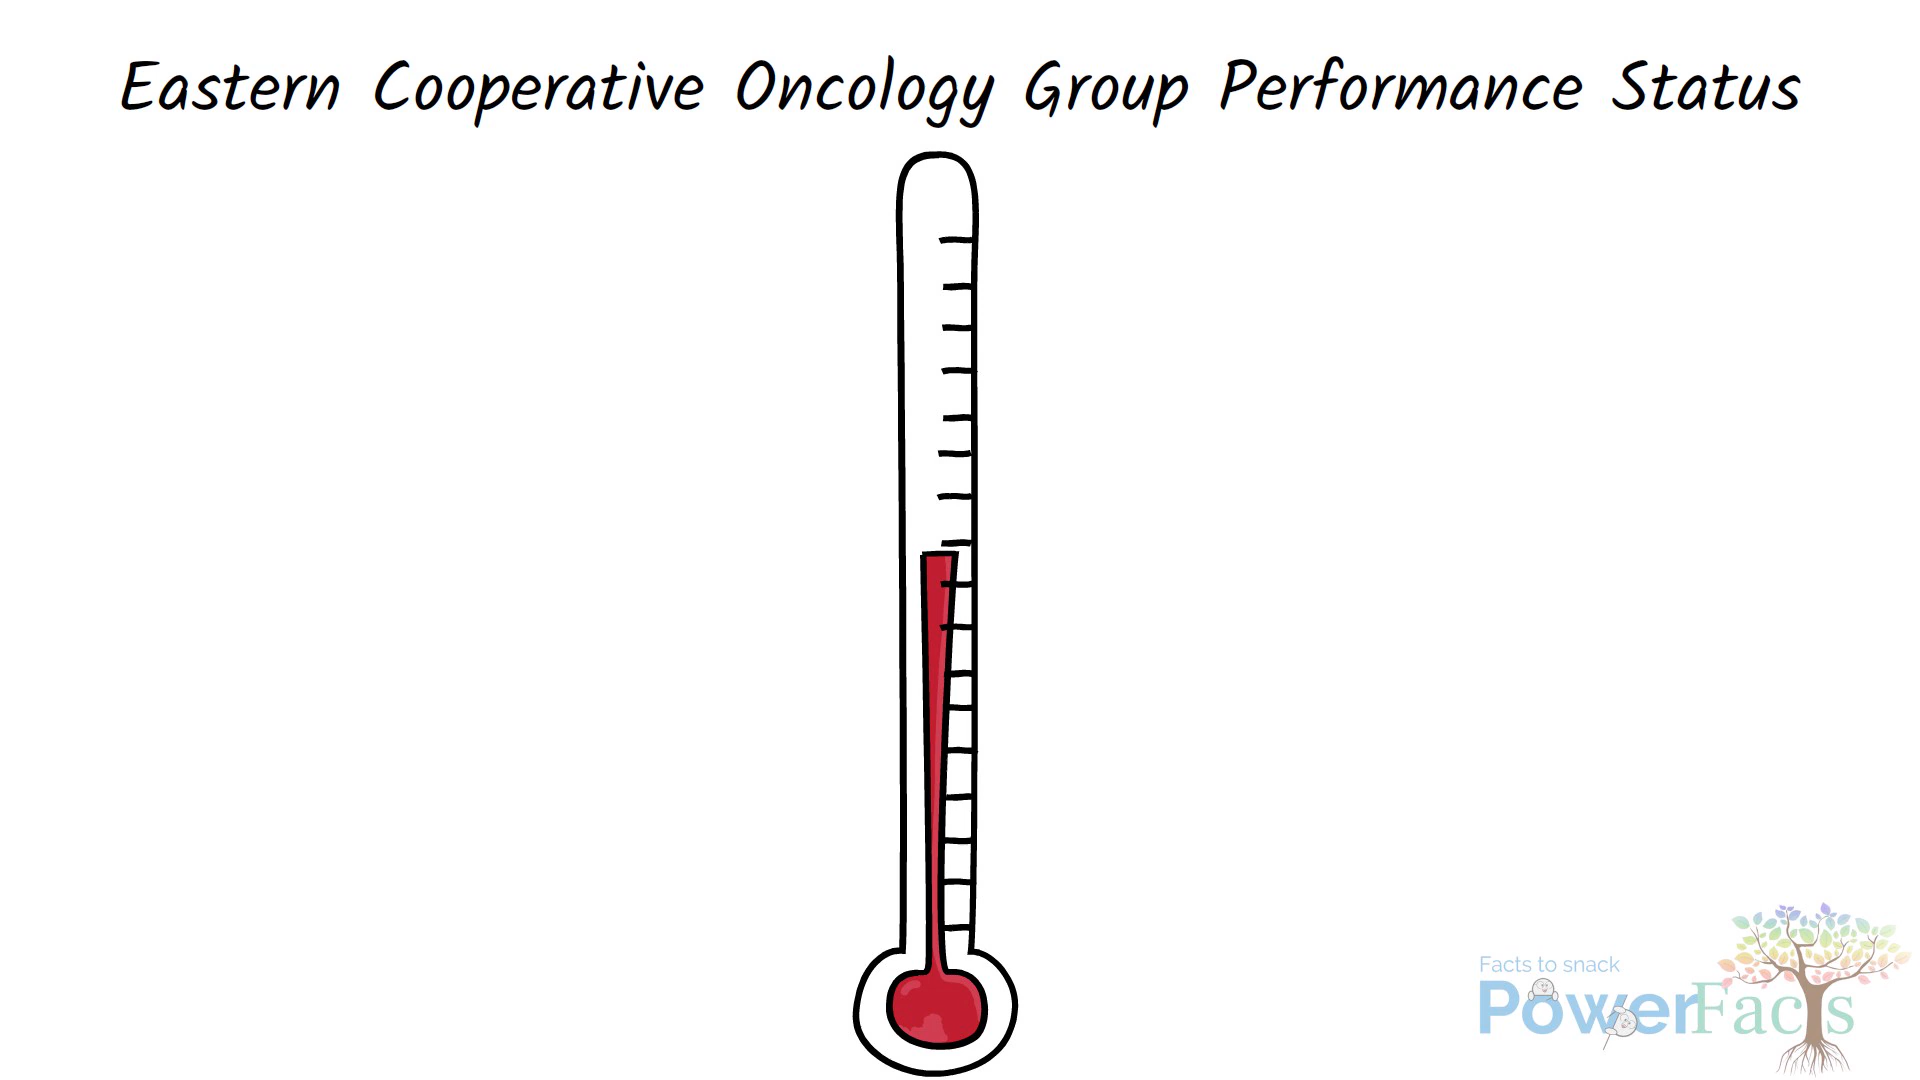 Eastern Cooperative Oncology Group Performance Status
Facts to snack
PowerFacts